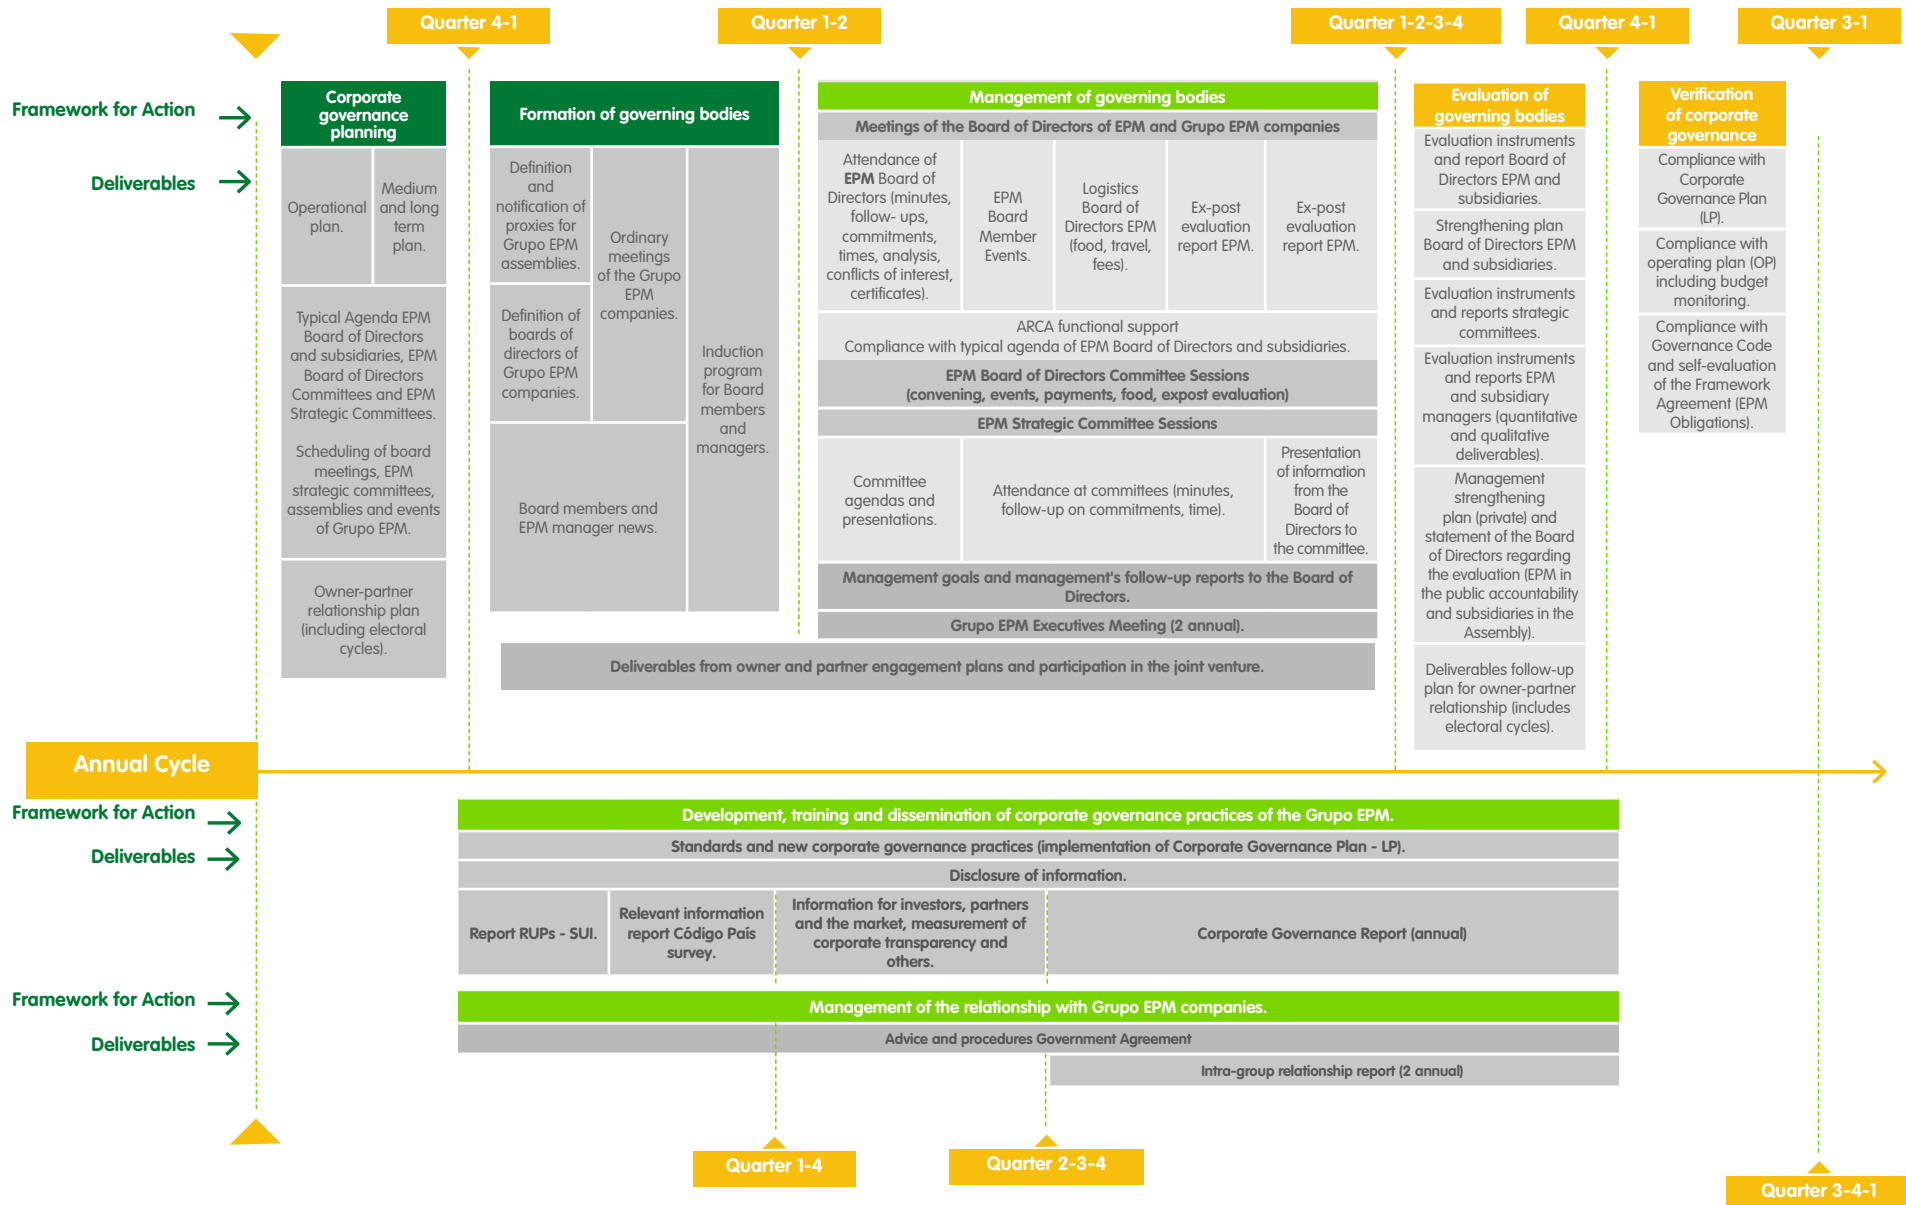 Quarter 4-1
Quarter 1-2
Quarter 1-2-3-4
Quarter 4-1
Quarter 3-1
Framework for Action
Deliverables
Corporate
governance
planning
Operational
plan.
Medium
and long
term
plan.
Typical Agenda EPM
Board of Directors
and subsidiaries, EPM
Board of Directors
Committees and EPM
Strategic Committees.
Scheduling of board
meetings, EPM
strategic committees,
assemblies and events
of Grupo EPM.
Owner-partner
relationship plan
(including electoral
cycles).
Formation of governing bodies
Definition
and
notification of
proxies for
Grupo EPM
assemblies.
Definition of
boards of
directors of
Grupo EPM
companies.
Ordinary
meetings
of the Grupo
EPM
companies.
Board members and
EPM manager news.
Induction
program
for Board
members
and
managers.
Management of governing bodies
Meetings of the Board of Directors of EPM and Grupo EPM companies
Attendance of
EPM Board of
Directors (minutes,
follow- ups,
commitments,
times, analysis,
conflicts of interest,
certificates).
EPM
Board
Member
Events.
Logistics
Board of
Directors EPM
(food, travel,
fees).
Ex-post
evaluation
report EPM.
Ex-post
evaluation
report EPM.
ARCA functional support
Compliance with typical agenda of EPM Board of Directors and subsidiaries.
EPM Board of Directors Committee Sessions
(convening, events, payments, food, expost evaluation)
EPM Strategic Committee Sessions
Committee
agendas and
presentations.
Attendance at committees (minutes,
follow-up on commitments, time).
Presentation
of information
from the
Board of
Directors to
the committee.
Management goals and management's follow-up reports to the Board of
Directors.
Grupo EPM Executives Meeting (2 annual).
Deliverables from owner and partner engagement plans and participation in the joint venture.
Evaluation of
governing bodies
Evaluation instruments
and report Board of
Directors EPM and
subsidiaries.
Strengthening plan
Board of Directors EPM
and subsidiaries.
Evaluation instruments
and reports strategic
committees.
Evaluation instruments
and reports EPM
and subsidiary
managers (quantitative
and qualitative
deliverables).
Management
strengthening
plan (private) and
statement of the Board
of Directors regarding
the evaluation (EPM in
the public accountability
and subsidiaries in the
Assembly).
Deliverables follow-up
plan for owner-partner
relationship (includes
electoral cycles).
Verification
of corporate
governance
Compliance with
Corporate
Governance Plan
(LP).
Compliance with
operating plan (OP)
including budget
monitoring.
Compliance with
Governance Code
and self-evaluation
of the Framework
Agreement (EPM
Obligations).
Annual Cycle
Framework for Action
Deliverables
Development, training and dissemination of corporate governance practices of the Grupo EPM.
Standards and new corporate governance practices (implementation of Corporate Governance Plan - LP).
Disclosure of information.
Report RUPs - SUI.
Relevant information
report Código País
survey.
Information for investors, partners
and the market, measurement of
corporate transparency and
others.
Corporate Governance Report (annual)
Framework for Action
Deliverables
Management of the relationship with Grupo EPM companies.
Advice and procedures Government Agreement
Intra-group relationship report (2 annual)
Quarter 1-4
Quarter 2-3-4
Quarter 3-4-1